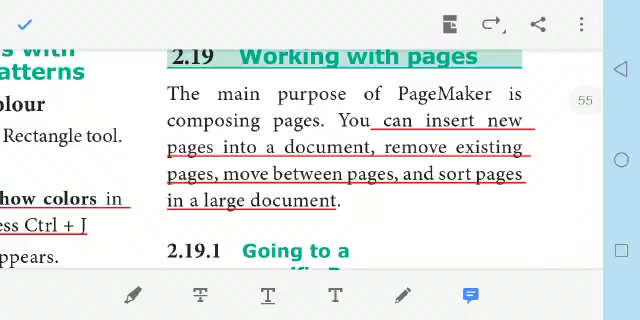 s with
atterns
olour
Rectangle tool.
how colors in
ess Ctrl + J
ppears.
2.19 Working with pages
The main purpose of PageMaker is
composing pages. You can insert new
pages into a document, remove existing
pages, move between pages, and sort pages
in a large document.
2.19.1 Going to a
55